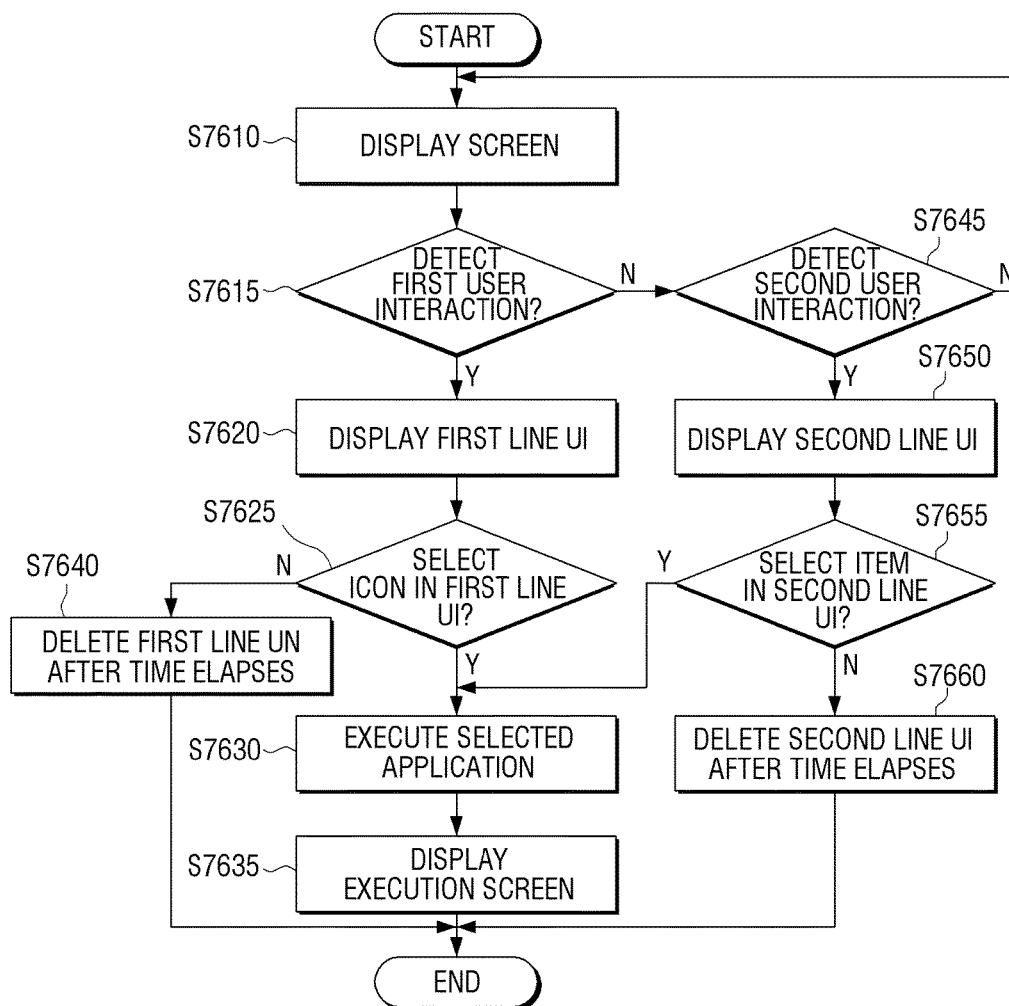 START
S7610
DISPLAY SCREEN
S7615
DETECT
FIRST USER
INTERACTION?
N
Y
S7645
DETECT
SECOND USER
INTERACTION?
N
Y
S7620
DISPLAY FIRST LINE UI
S7650
DISPLAY SECOND LINE UI
S7625
SELECT
ICON IN FIRST LINE
UI?
N
Y
S7655
SELECT ITEM
IN SECOND LINE
UI?
Y
N
S7640
DELETE FIRST LINE UN
AFTER TIME ELAPSES
S7630
EXECUTE SELECTED
APPLICATION
S7660
DELETE SECOND LINE UI
AFTER TIME ELAPSES
S7635
DISPLAY
EXECUTION SCREEN
END